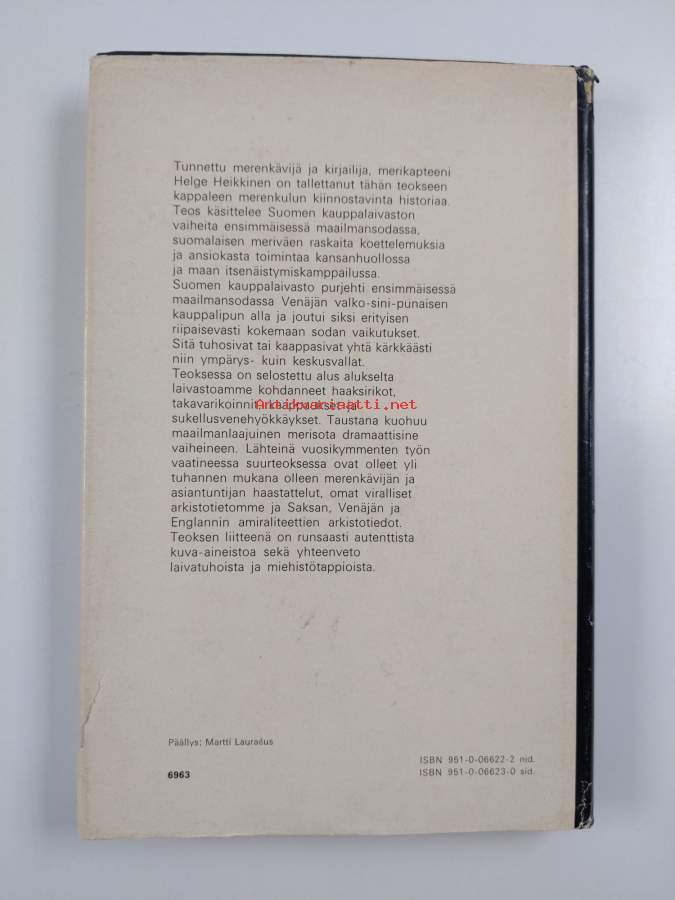 Tunnettu merenkävijä ja kirjailija, merikapteeni
Helge Heikkinen on tallettanut tähän teokseen
kappaleen merenkulun kiinnostavinta historiaa.
Teos käsittelee Suomen kauppalaivaston
vaiheita ensimmäisessä maailmansodassa,
suomalaisen meriväen raskaita koettelemuksia
ja ansiokasta toimintaa kansanhuollossa
ja maan itsenäistymiskamppailussa.
Suomen kauppalaivasto purjehti ensimmäisessä
maailmansodassa Venäjän valko-sini-punaisen
kauppalipun alla ja joutui siksi erityisen
riipaisevasti kokemaan sodan vaikutukset.
Sitä tuhosivat tai kaappasivat yhtä kärkkäästi
niin ympärys- kuin keskusvallat.
Teoksessa on selostettu alus alukselta
laivastoamme kohdanneet haaksirikot,
takavarikoinnit, kaappaukset ja
Antikvariaatti.net
sukellusvenehyökkäykset. Taustana kuohuu
maailmanlaajuinen merisota dramaattisine
vaiheineen. Lähteinä vuosikymmenten työn
vaatineessa suurteoksessa ovat olleet yli
tuhannen mukana olleen merenkävijän ja
asiantuntijan haastattelut, omat viralliset
arkistotietomme ja Saksan, Venäjän ja
Englannin amiraliteettien arkistotiedot.
Teoksen liitteenä on runsaasti autenttista
kuva-aineistoa sekä yhteenveto
laivatuhoista ja miehistötappioista.
Päällys: Martti
6963
ISBN 951-0-06622-2 nid.
ISBN 951-0-06623-0 sid.